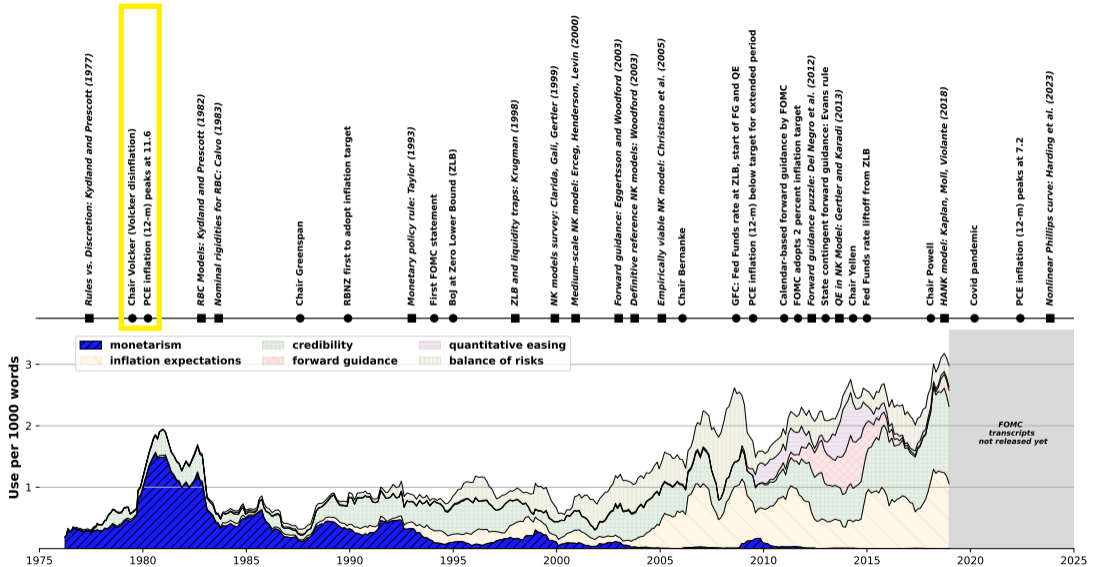 Rules vs. Discretion: Kydland and Prescott (1977)
Chair Volcker (Volcker disinflation)
PCE inflation (12-m) peaks at 11.6
RBC Models: Kydland and Prescott (1982)
Nominal rigidities for RBC: Calvo (1983)
Chair Greenspan
RBNZ first to adopt inflation target
Monetary policy rule: Taylor (1993)
First FOMC statement
BoJ at Zero Lower Bound (ZLB)
ZLB and liquidity traps: Krugman (1998)
NK models survey: Clarida, Gali, Gertler (1999)
Medium-scale NK model: Erceg, Henderson, Levin (2000)
Forward guidance: Eggertsson and Woodford (2003)
Definitive reference NK models: Woodford (2003)
Empirically viable NK model: Christiano et al. (2005)
Chair Bernanke
GFC: Fed Funds rate at ZLB, start of FG and QE
PCE inflation (12-m) below target for extended period
Calendar-based forward guidance by FOMC
FOMC adopts 2 percent inflation target
Forward guidance puzzle: Del Negro et al. (2012)
State contingent forward guidance: Evans rule
QE in NK Model: Gertler and Karadi (2013)
Chair Yellen
Fed Funds rate liftoff from ZLB
Chair Powell
HANK model: Kaplan, Moll, Violante (2018)
Covid pandemic
PCE inflation (12-m) peaks at 7.2
Nonlinear Phillips curve: Harding et al. (2023)
monetarism
inflation expectations
credibility
forward guidance
quantitative easing
balance of risks
Use per 1000 words
3
2
1
FOMC
transcripts
not released yet
1975 1980 1985 1990 1995 2000 2005 2010 2015 2020 2025